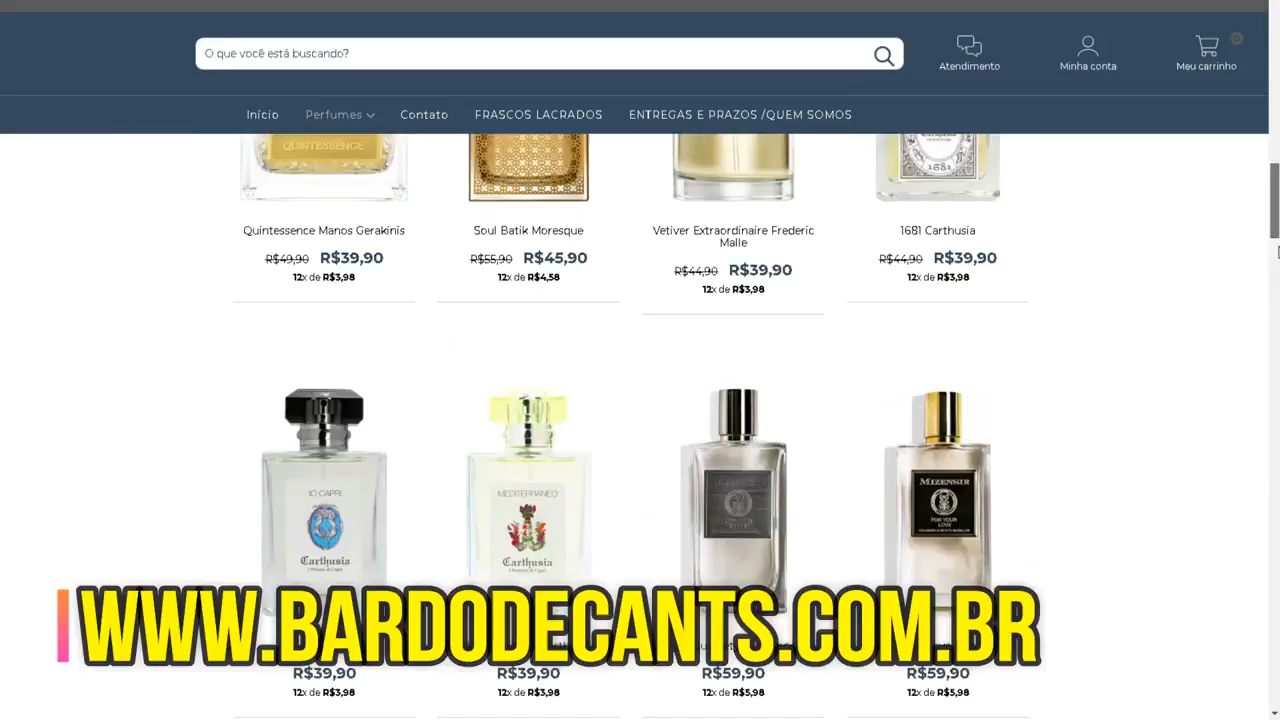 O que você está buscando?
Atendimento
Minha conta
Meu carrinho
0
Início
Perfumes
Contato
FRASCOS LACRADOS
ENTREGAS E PRAZOS /QUEM SOMOS
QUINTESSENCE
1681
Quintessence Manos Gerakinis
Soul Batik Moresque
Vetiver Extraordinaire Frederic
Malle
1681 Carthusia
R$49,90 R$39,90
12x de R$3,98
R$55,90 R$45,90
12x de R$4,58
R$44,90 R$39,90
12x de R$3,98
R$44,90 R$39,90
12x de R$3,98
IO CAPRI
Carthusia
MEDITERRANEO
Carthusia
MIZENSIR
FOR YOUR
LOVE
WWW.BARDODECANTS.COM.BR
R$39,90
12x de R$3,98
R$39,90
12x de R$3,98
R$59,90
12x de R$5,98
R$59,90
12x de R$5,98